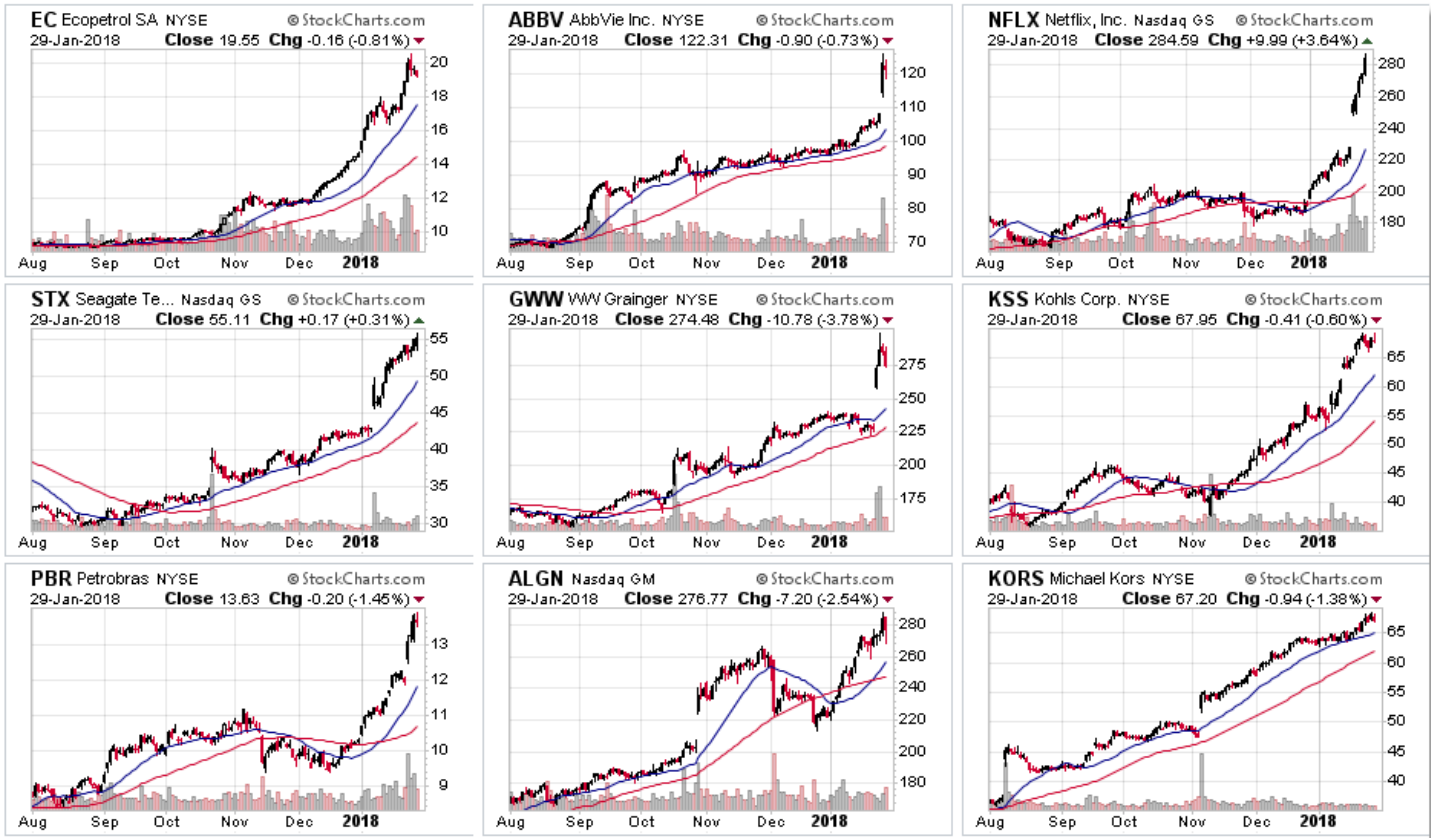 EC Ecopetrol SA NYSE © StockCharts.com
29-Jan-2018 Close 19.55 Chg -0.16 (-0.81%)
20
18
16
14
12
10
Aug Sep Oct Nov Dec 2018
ABBV AbbVie Inc. NYSE © StockCharts.com
29-Jan-2018 Close 122.31 Chg -0.90 (-0.73%)
120
110
100
90
80
70
Aug Sep Oct Nov Dec 2018
NFLX Netflix, Inc. Nasdaq GS © StockCharts.com
29-Jan-2018 Close 284.59 Chg +9.99 (+3.64%)
280
260
240
220
200
180
Aug Sep Oct Nov Dec 2018
STX Seagate Te... Nasdaq GS © StockCharts.com
29-Jan-2018 Close 55.11 Chg +0.17 (+0.31%)
55
50
45
40
35
30
Aug Sep Oct Nov Dec 2018
GWW WW Grainger NYSE © StockCharts.com
29-Jan-2018 Close 274.48 Chg -10.78 (-3.78%)
275
250
225
200
175
Aug Sep Oct Nov Dec 2018
KSS Kohls Corp. NYSE © StockCharts.com
29-Jan-2018 Close 67.95 Chg -0.41 (-0.60%)
65
60
55
50
45
40
Aug Sep Oct Nov Dec 2018
PBR Petrobras NYSE © StockCharts.com
29-Jan-2018 Close 13.63 Chg -0.20 (-1.45%)
13
12
11
10
9
Aug Sep Oct Nov Dec 2018
ALGN Nasdaq GM © StockCharts.com
29-Jan-2018 Close 276.77 Chg -7.20 (-2.54%)
280
260
240
220
200
180
Aug Sep Oct Nov Dec 2018
KORS Michael Kors NYSE © StockCharts.com
29-Jan-2018 Close 67.20 Chg -0.94 (-1.38%)
65
60
55
50
45
40
Aug Sep Oct Nov Dec 2018